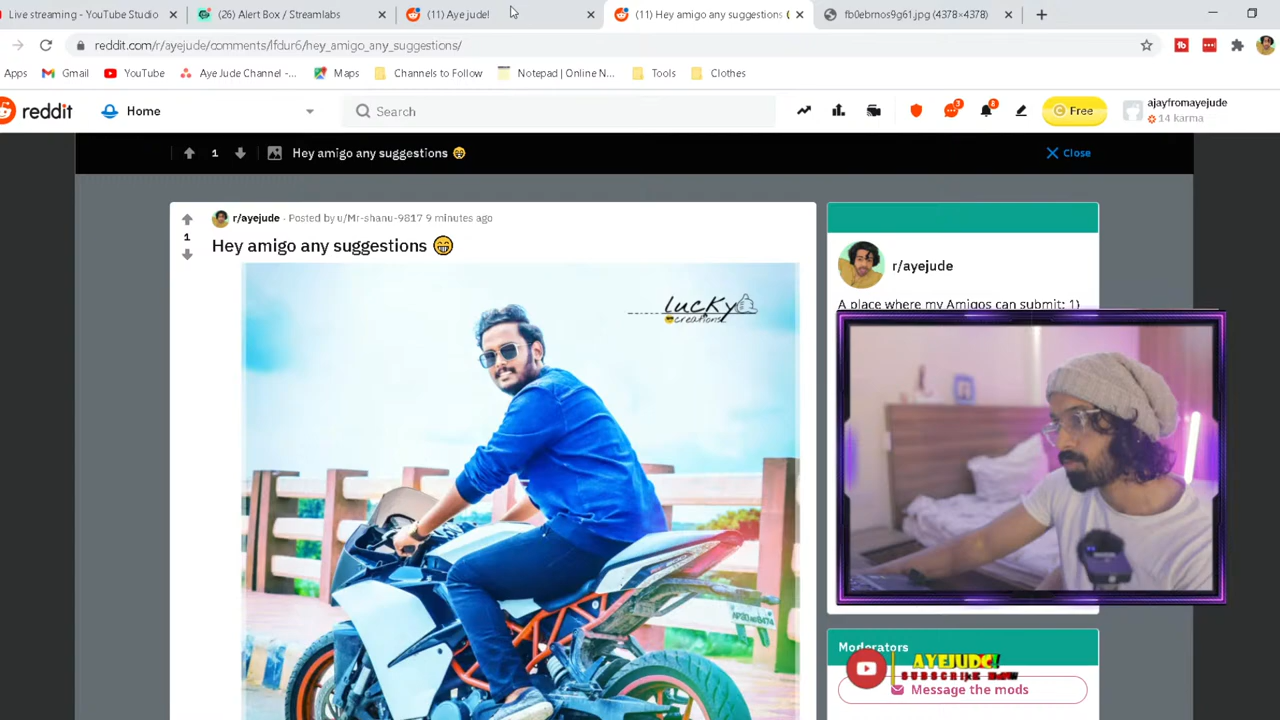 Live streaming - YouTube Studio
(26) Alert Box / Streamlabs
(11) Aye jude!
(11) Hey amigo any suggestions
fb0ebrnos9g61.jpg (4378×4378)
reddit.com/r/ayejude/comments/lfdur6/hey_amigo_any_suggestions/
Apps
Gmail
YouTube
Aye Jude Channel -...
Maps
Channels to Follow
Notepad | Online N...
Tools
Clothes
reddit
Home
Search
3
8
Free
ajayfromayejude
14 karma
1
Hey amigo any suggestions 😁
Close
r/ayejude · Posted by u/Mr-shanu-9817 9 minutes ago
1
Hey amigo any suggestions 😁
lucky
creations
r/ayejude
A place where my Amigos can submit: 1)
Moderators
AYEJUDE!
SUBSCRIBE NOW
Message the mods